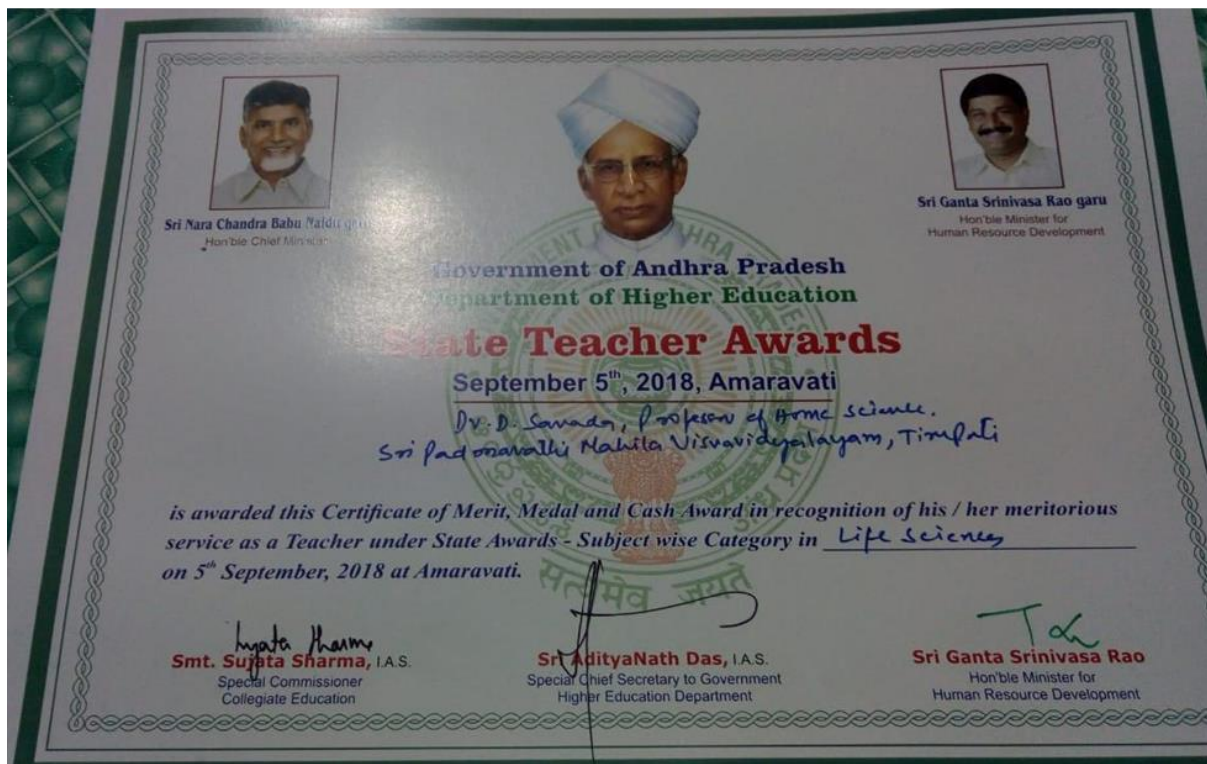 Sri Nara Chandra Babu Naidu garu
Hon'ble Chief Minister
Sri Ganta Srinivasa Rao garu
Hon'ble Minister for
Human Resource Development
Government of Andhra Pradesh
Department of Higher Education
State Teacher Awards
September 5th, 2018, Amaravati
Dr. D. Sarada, Professor of Home Science.
Sri Padmavathi Mahila Visvavidyalayam, Tirupati
is awarded this Certificate of Merit, Medal and Cash Award in recognition of his / her meritorious
service as a Teacher under State Awards - Subject wise Category in Life Sciences
on 5th September, 2018 at Amaravati.
सत्यमेव जयते
Smt. Sujata Sharma, I.A.S.
Special Commissioner
Collegiate Education
Sri AdityaNath Das, I.A.S.
Special Chief Secretary to Government
Higher Education Department
Sri Ganta Srinivasa Rao
Hon'ble Minister for
Human Resource Development